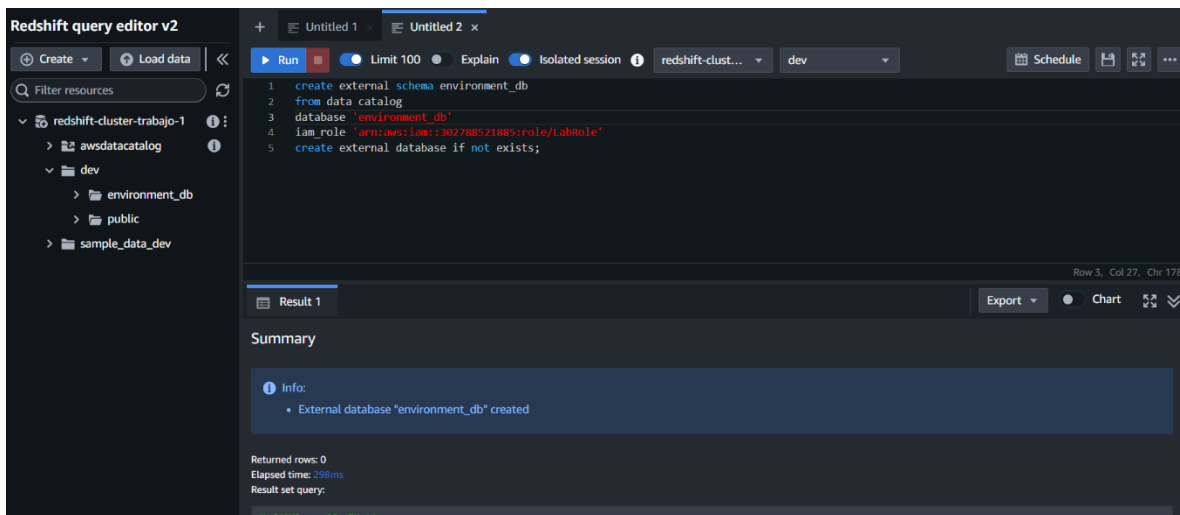 Redshift query editor v2
Create
Load data
Filter resources
redshift-cluster-trabajo-1
awsdatacatalog
dev
environment_db
public
sample_data_dev
+ Untitled 1 × Untitled 2 ×
Run Limit 100 Explain Isolated session redshift-clust... dev Schedule ...
1 create external schema environment_db
2 from data catalog
3 database 'environment_db'
4 iam_role 'arn:aws:iam::302788521885:role/LabRole'
5 create external database if not exists;
Row 3, Col 27, Chr 178
Result 1
Export Chart
Summary
Info:
• External database "environment_db" created
Returned rows: 0
Elapsed time: 298ms
Result set query: